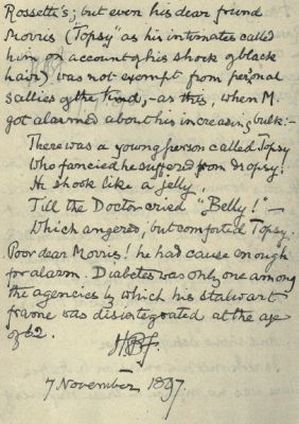 Rossetti's; but even his dear friend
Morris (Topsy" as his intimates called
him on account of his shock of black
hair) was not exempt from personal
sallies of the kind,—as this, when M.
got alarmed about his increasing bulk:—
There was a young person called Topsy
Who fancied he suffered from dropsy;
He shook like a jelly,
Till the Doctor cried "Belly!"—
Which angered, but comforted Topsy.
Poor dear Morris! he had cause enough
for alarm. Diabetes was only one among
the agencies by which his stalwart
frame was disintegrated at the age
of 62.
HBF
7 November 1897.